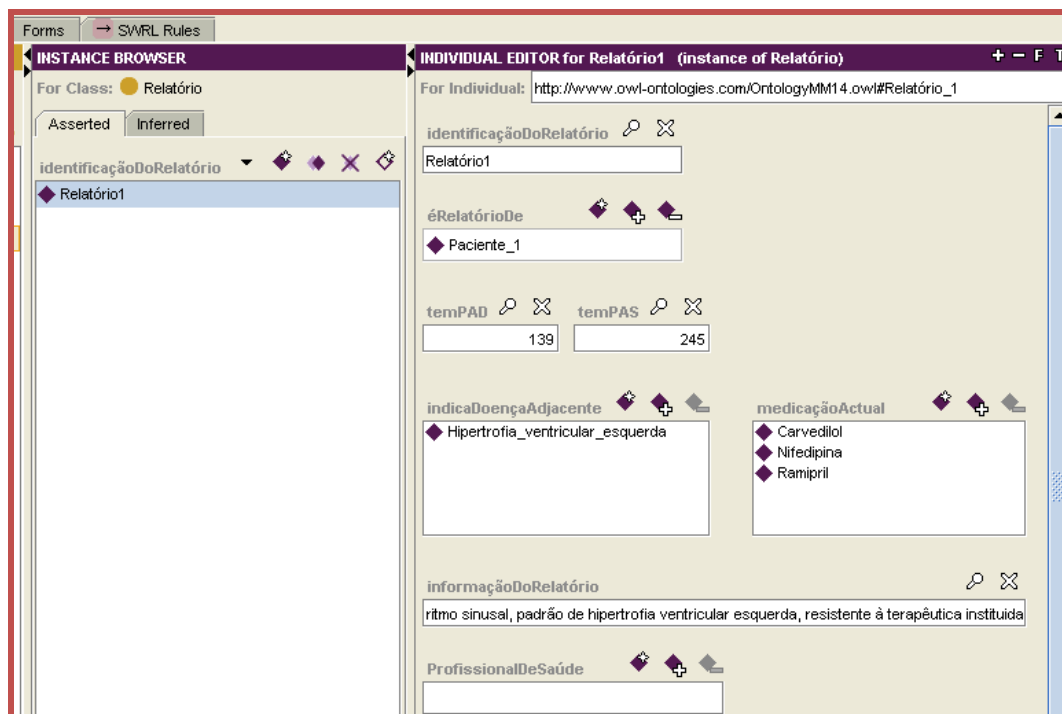 Forms
SWRL Rules
INSTANCE BROWSER
For Class: Relatório
Asserted
Inferred
identificaçãoDoRelatório
Relatório1
INDIVIDUAL EDITOR for Relatório1 (instance of Relatório)
+ − F T
For Individual: http://www.owl-ontologies.com/OntologyMM14.owl#Relatório_1
identificaçãoDoRelatório
Relatório1
éRelatórioDe
Paciente_1
temPAD
temPAS
139
245
indicaDoençaAdjacente
medicaçãoActual
Hipertrofia_ventricular_esquerda
Carvedilol
Nifedipina
Ramipril
informaçãoDoRelatório
ritmo sinusal, padrão de hipertrofia ventricular esquerda, resistente à terapêutica instituida
ProfissionalDeSaúde